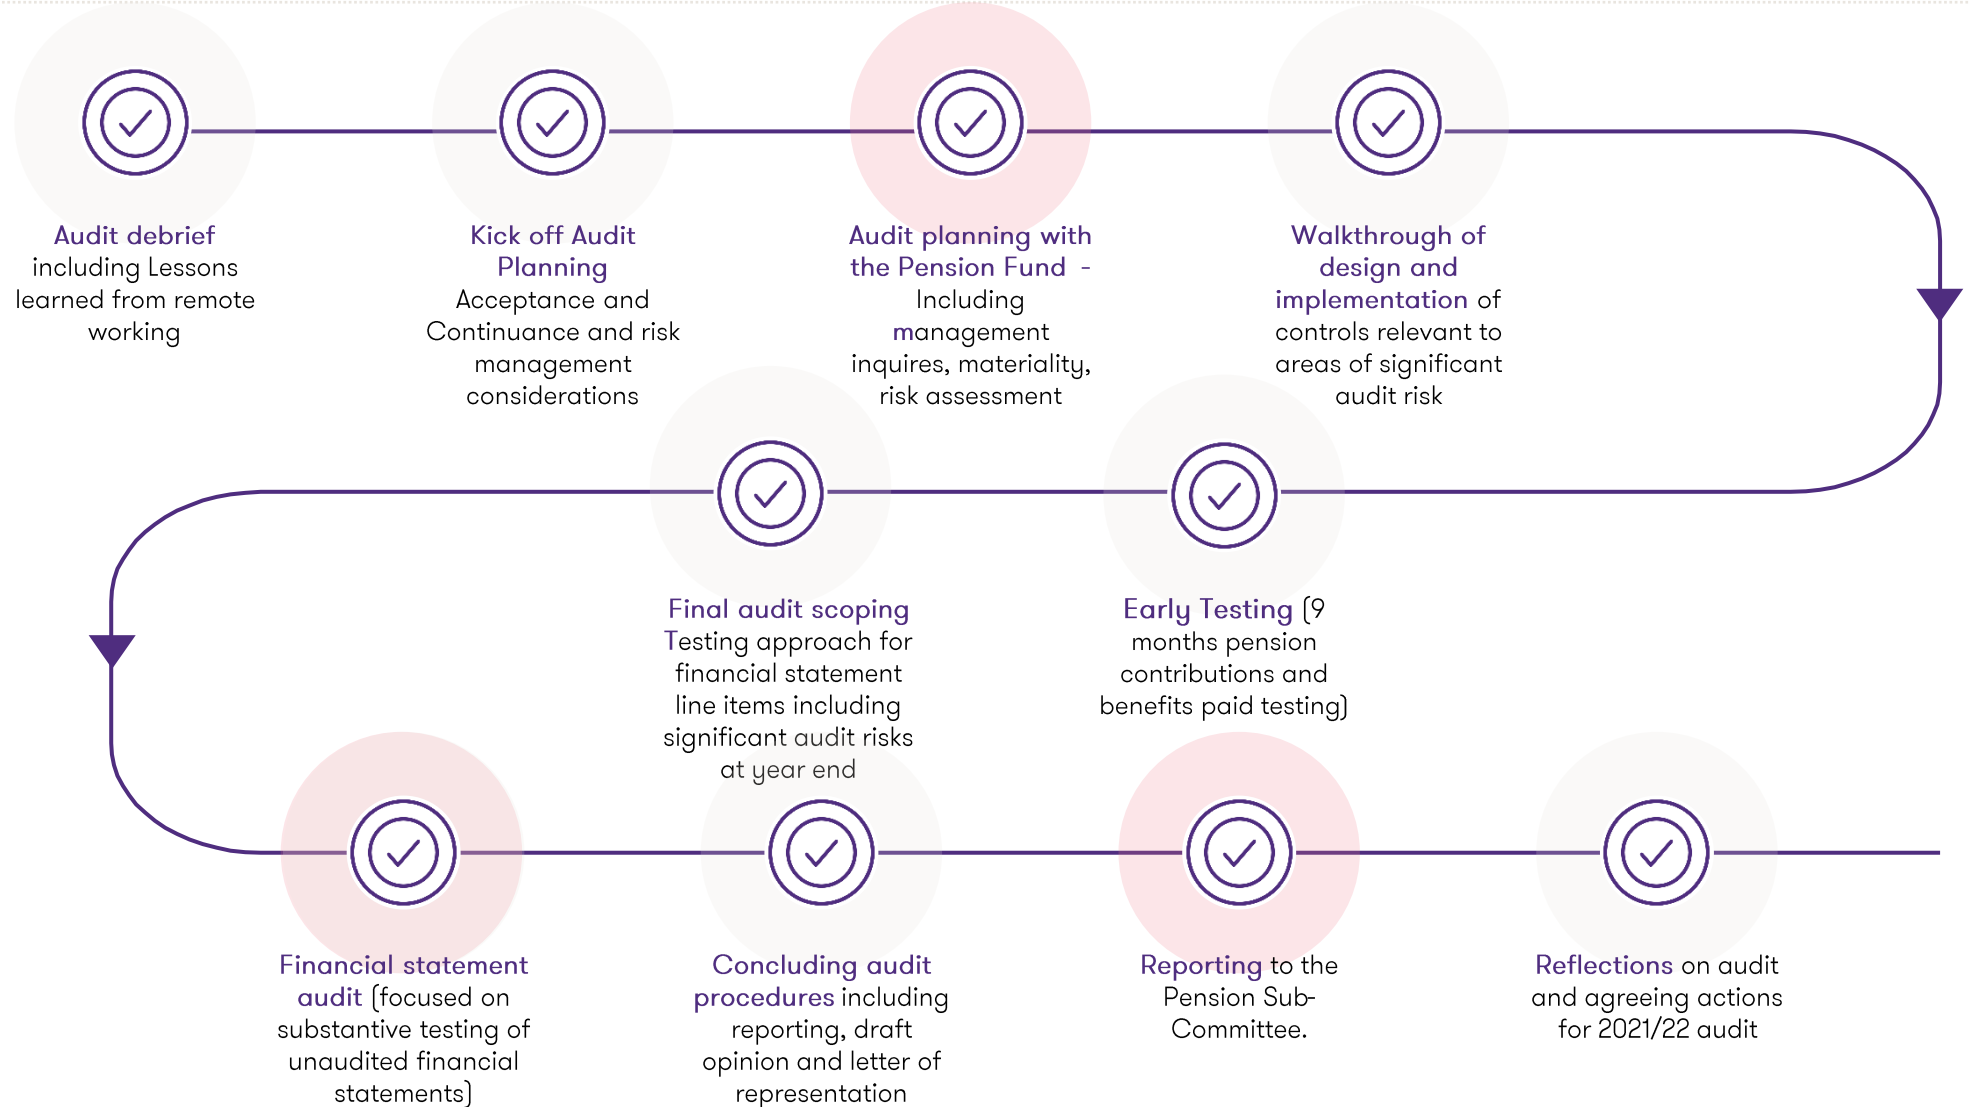 Audit debrief
including Lessons
learned from remote
working
Kick off Audit
Planning
Acceptance and
Continuance and risk
management
considerations
Audit planning with
the Pension Fund -
Including
management
inquires, materiality,
risk assessment
Walkthrough of
design and
implementation of
controls relevant to
areas of significant
audit risk
Early Testing (9
months pension
contributions and
benefits paid testing)
Final audit scoping
Testing approach for
financial statement
line items including
significant audit risks
at year end
Financial statement
audit (focused on
substantive testing of
unaudited financial
statements)
Concluding audit
procedures including
reporting, draft
opinion and letter of
representation
Reporting to the
Pension Sub-
Committee.
Reflections on audit
and agreeing actions
for 2021/22 audit